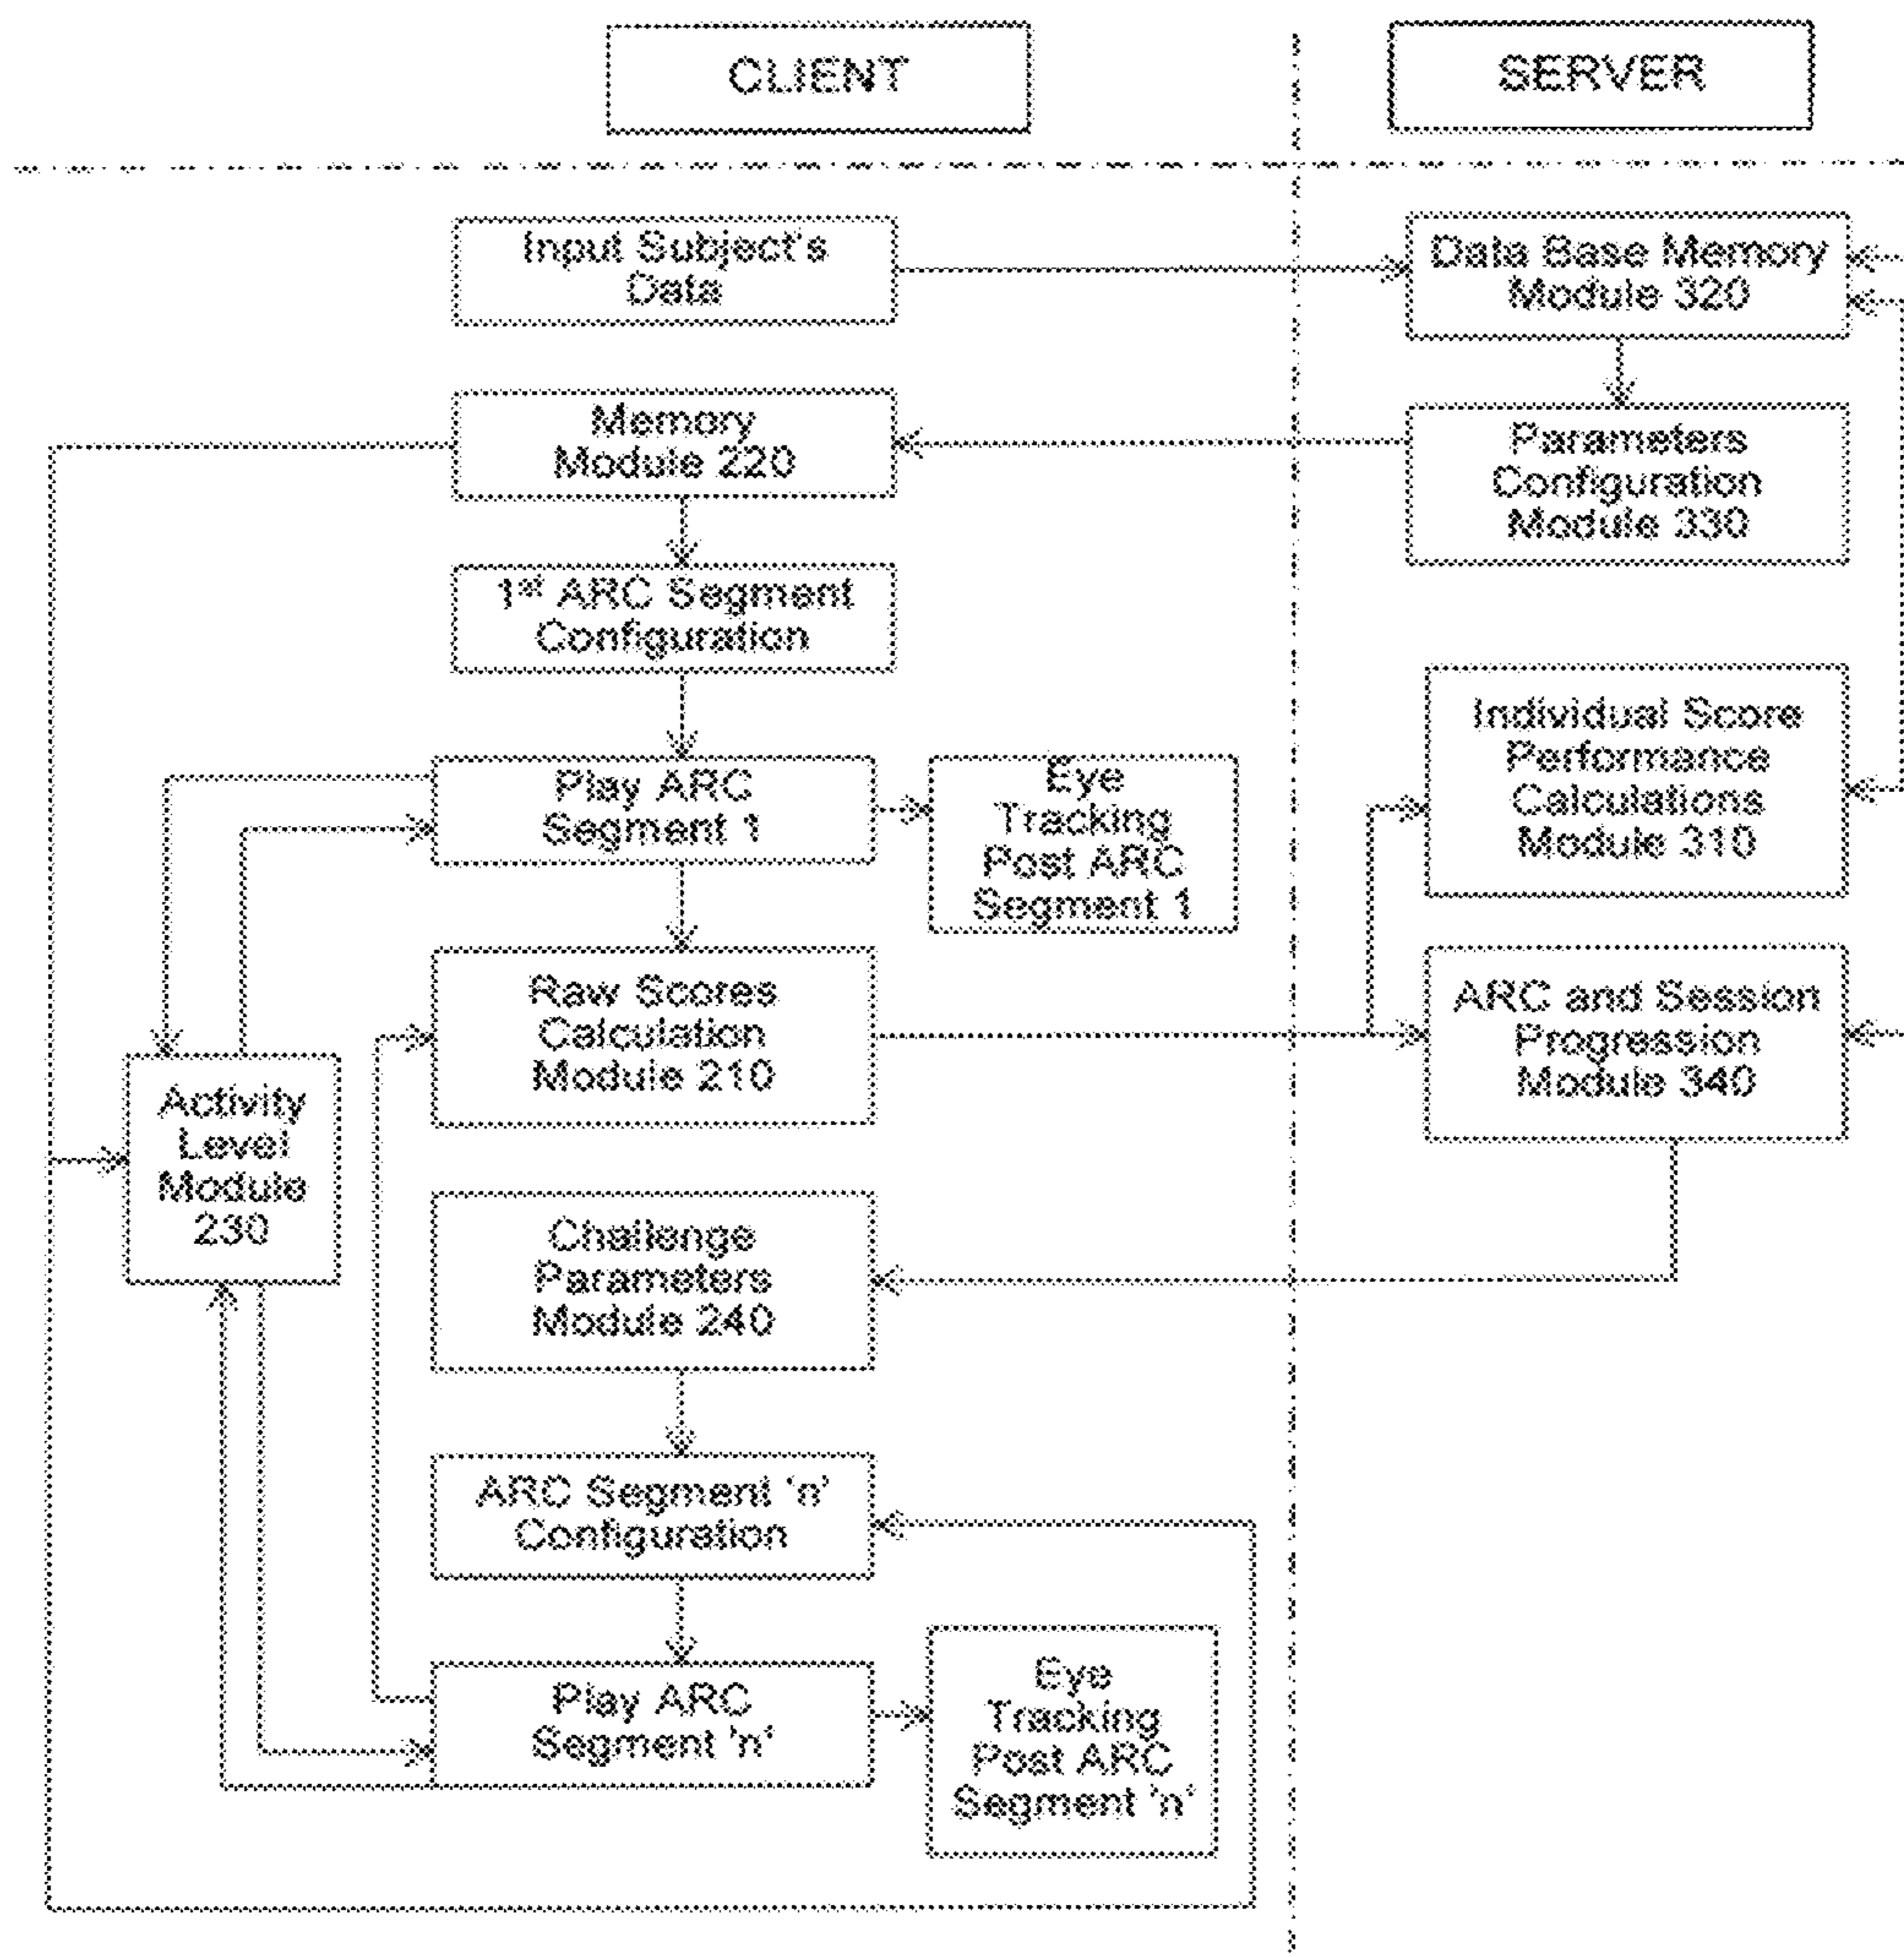 CLIENT
SERVER
Input Subject's
Data
Data Base Memory
Module 320
Memory
Module 220
Parameters
Configuration
Module 330
1st ARC Segment
Configuration
Individual Score
Performance
Calculations
Module 310
Play ARC
Segment 1
Eye
Tracking
Post ARC
Segment 1
Raw Scores
Calculation
Module 210
ARC and Session
Progression
Module 340
Activity
Level
Module
230
Challenge
Parameters
Module 240
ARC Segment 'n'
Configuration
Play ARC
Segment 'n'
Eye
Tracking
Post ARC
Segment 'n'